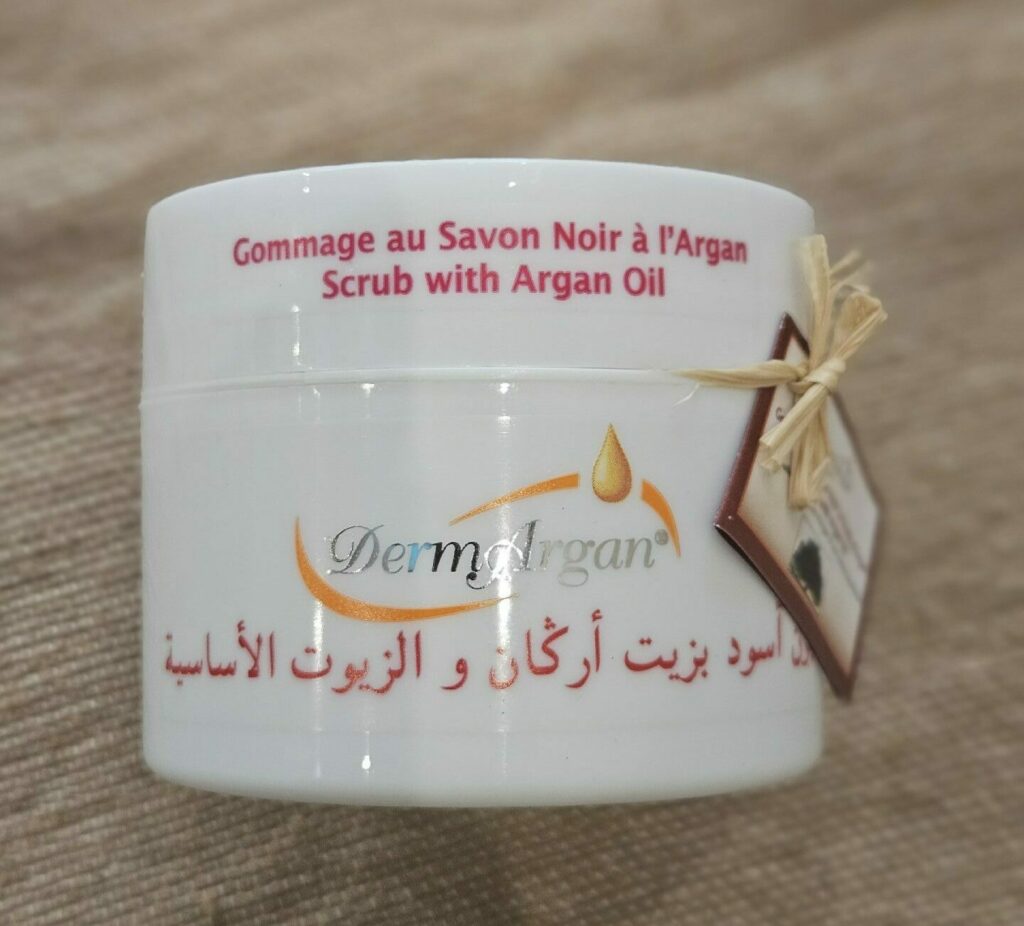 Gommage au Savon Noir à l'Argan
Scrub with Argan Oil
DermArgan®
أسود بزيت أركان و الزيوت الأساسية